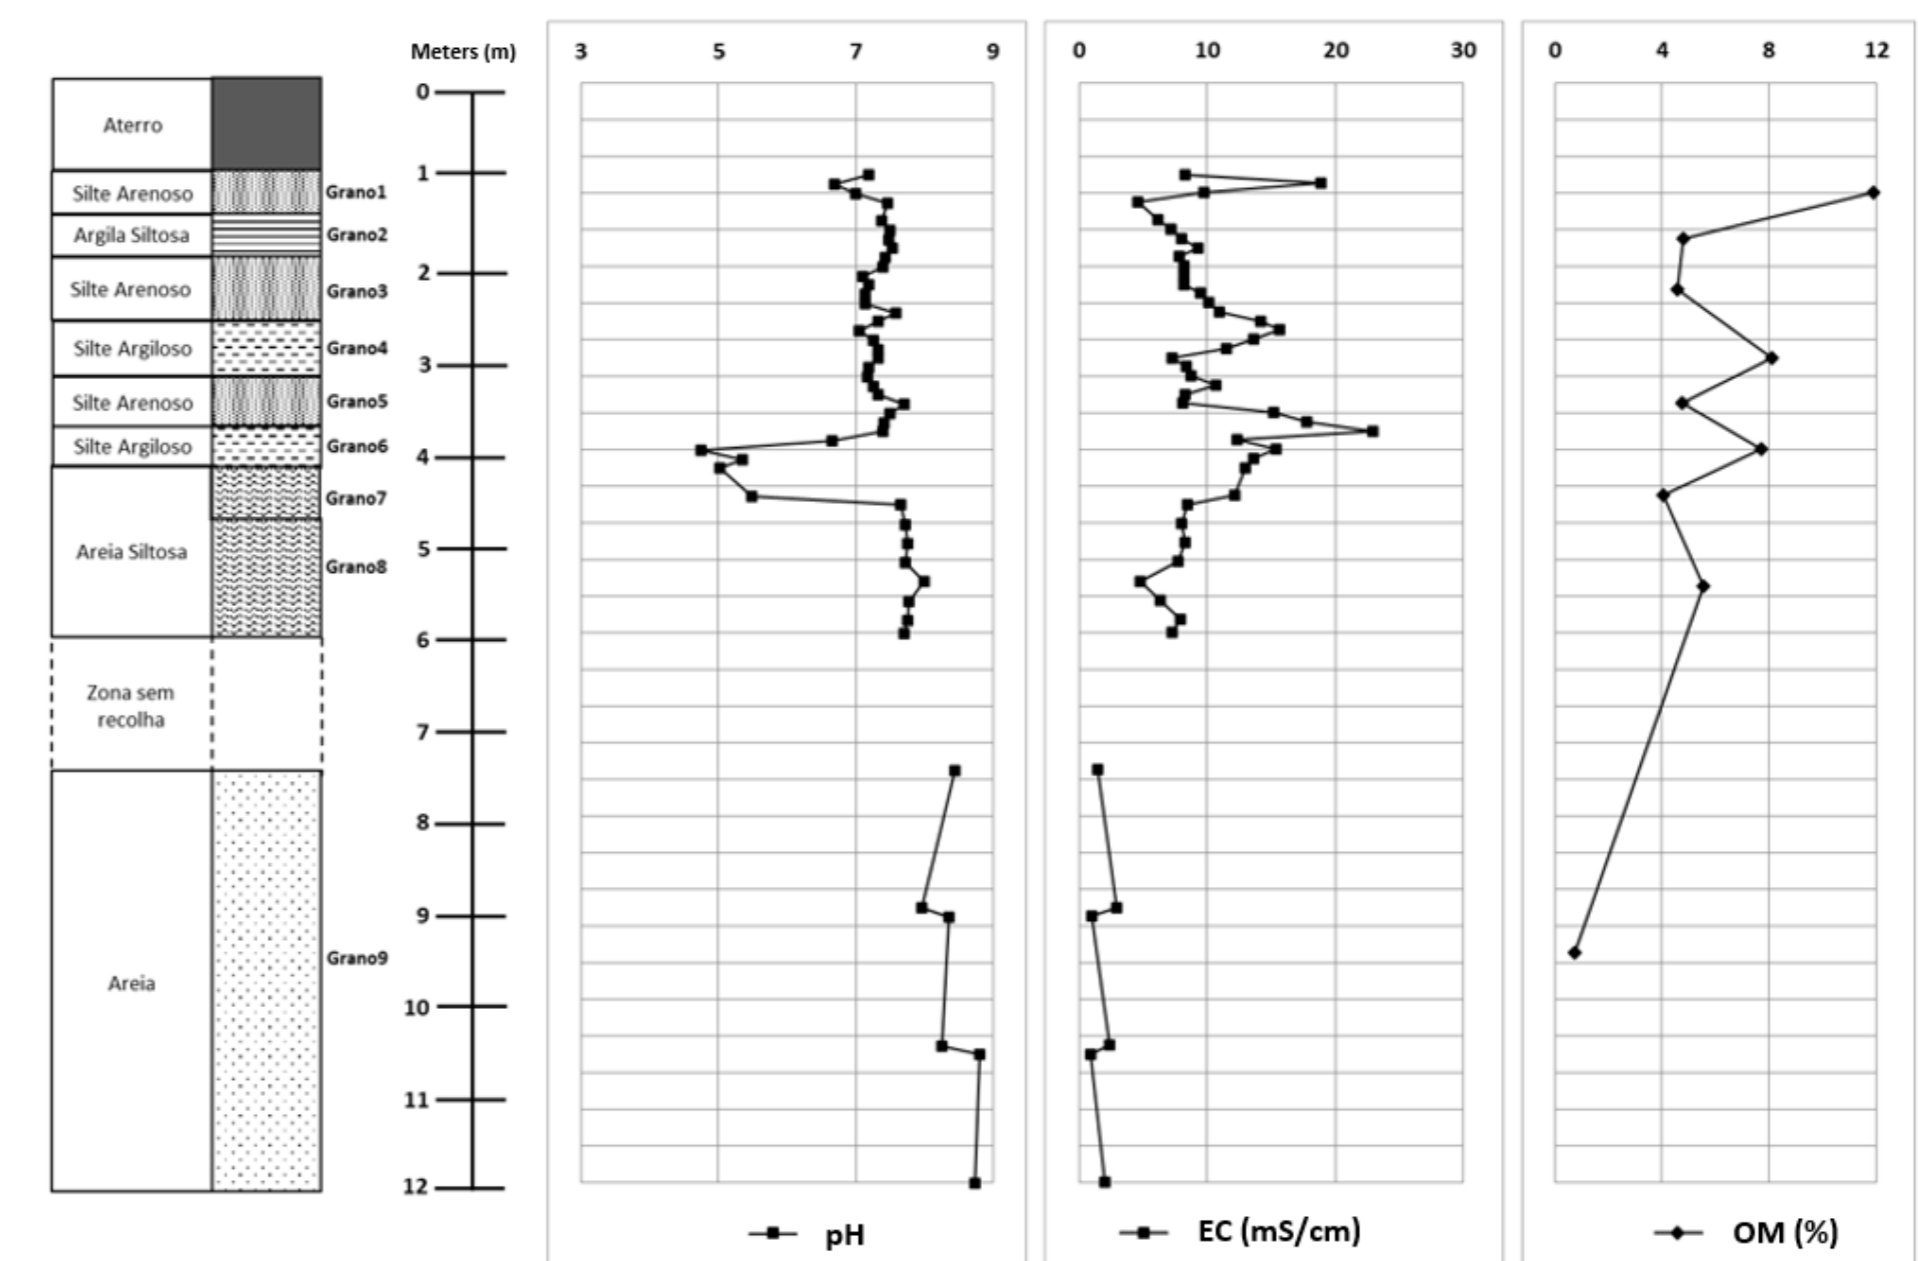 Meters (m)
3 5 7 9
0 10 20 30
0 4 8 12
0
Aterro
1
Silte Arenoso
Grano1
Argila Siltosa
Grano2
2
Silte Arenoso
Grano3
Silte Argiloso
Grano4
3
Silte Arenoso
Grano5
Silte Argiloso
Grano6
4
Grano7
Areia Siltosa
5
Grano8
6
Zona sem
recolha
7
8
9
Grano9
Areia
10
11
12
pH
EC (mS/cm)
OM (%)